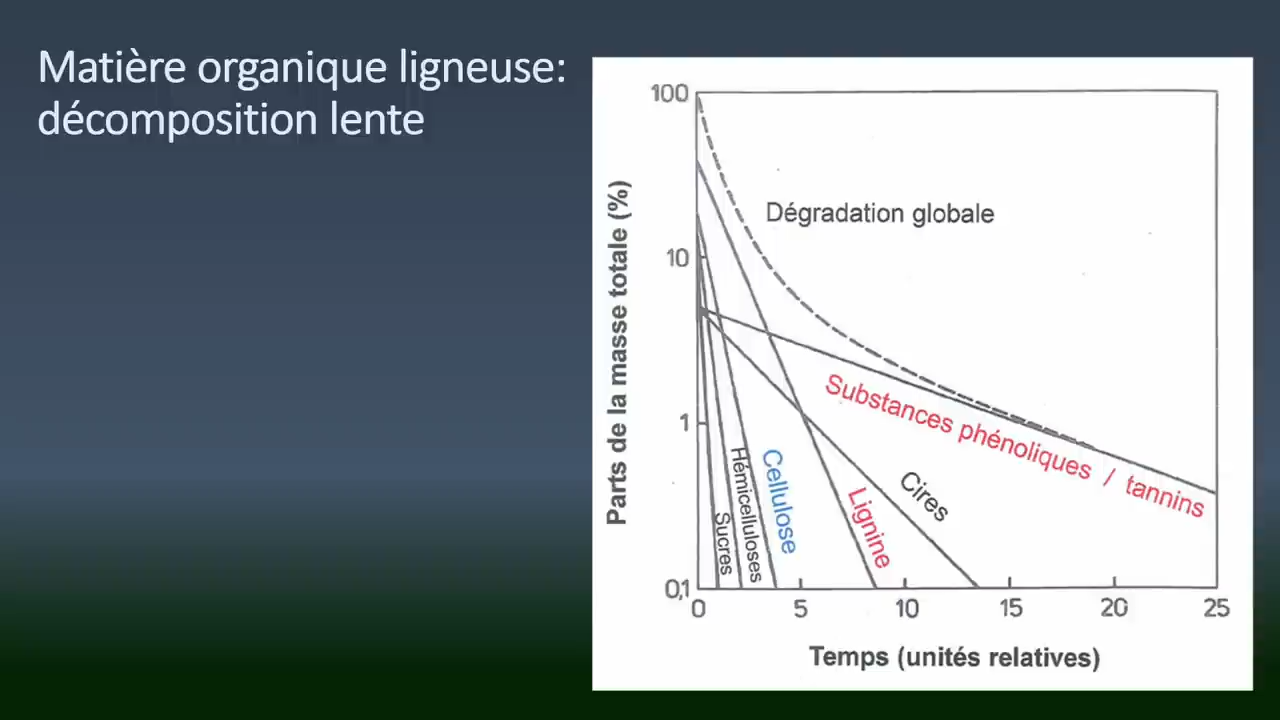 Matière organique ligneuse:
décomposition lente
100
10
1
0,1
Parts de la masse totale (%)
Dégradation globale
Substances phénoliques / tannins
Cires
Lignine
Cellulose
Hémicelluloses
Sucres
0 5 10 15 20 25
Temps (unités relatives)